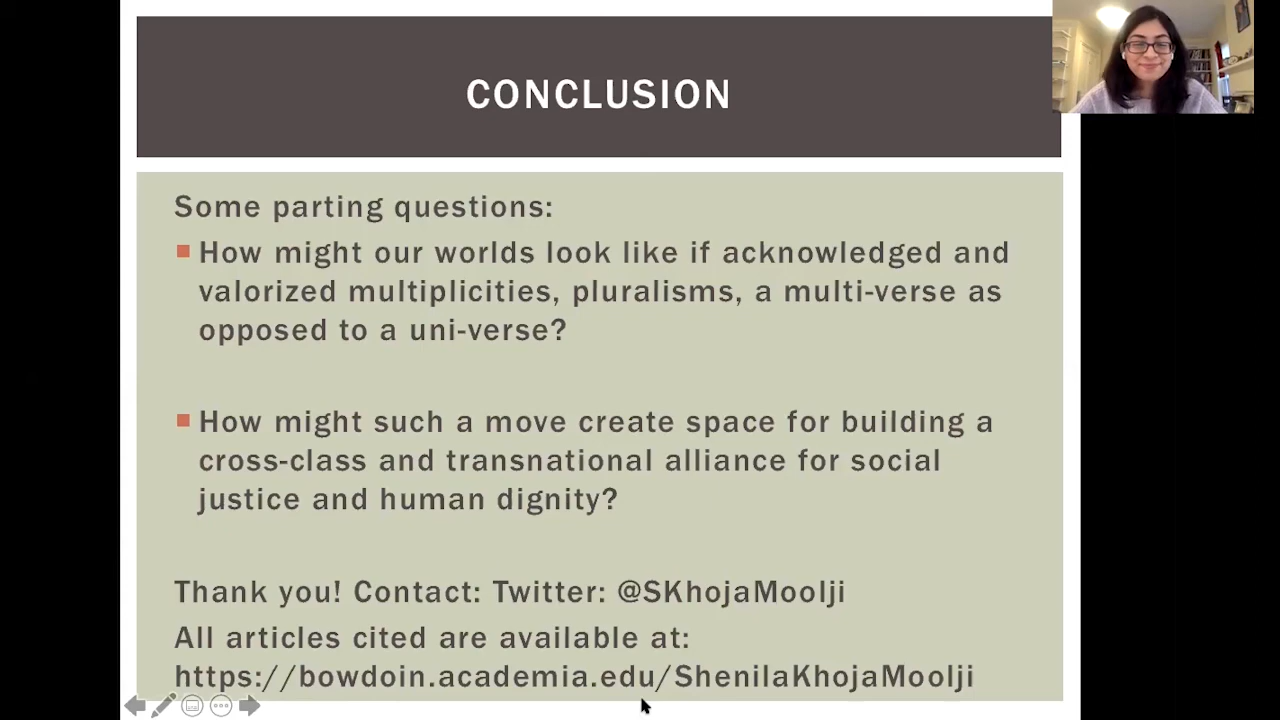 CONCLUSION
Some parting questions:
How might our worlds look like if acknowledged and
valorized multiplicities, pluralisms, a multi-verse as
opposed to a uni-verse?
How might such a move create space for building a
cross-class and transnational alliance for social
justice and human dignity?
Thank you! Contact: Twitter: @SKhojaMoolji
All articles cited are available at:
https://bowdoin.academia.edu/ShenilaKhojaMoolji